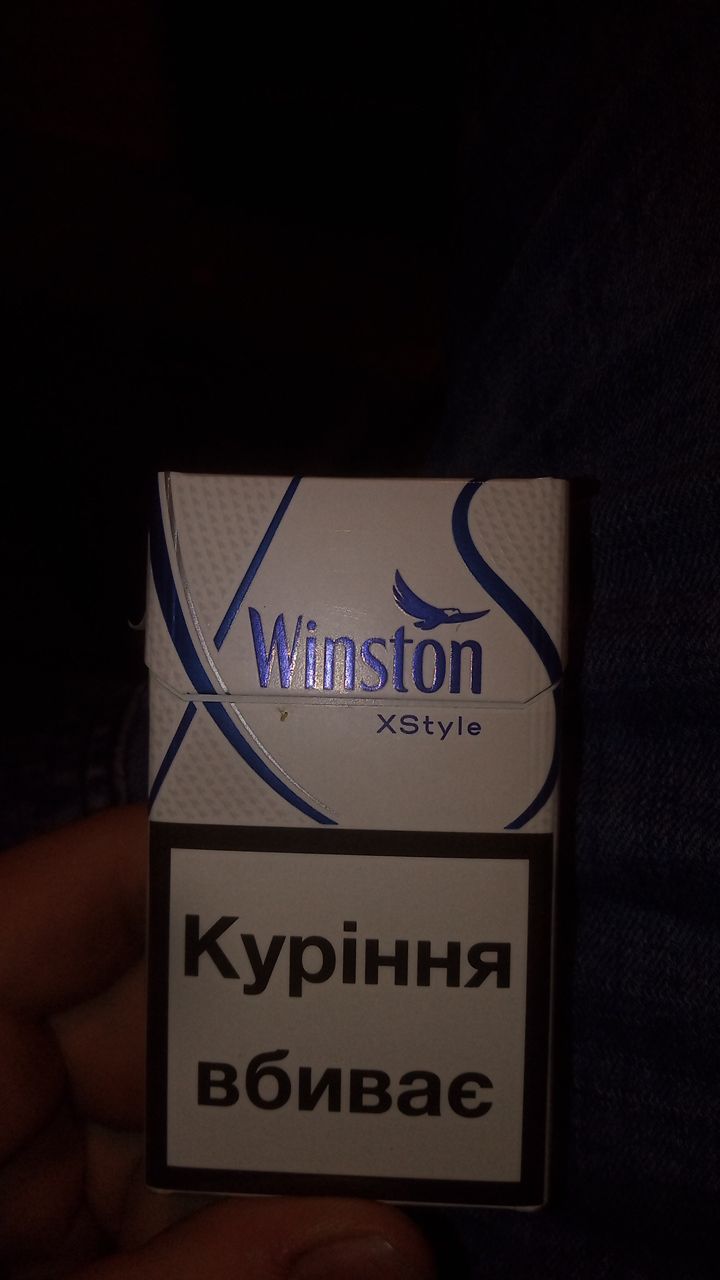 Winston
XStyle
Куріння
вбиває